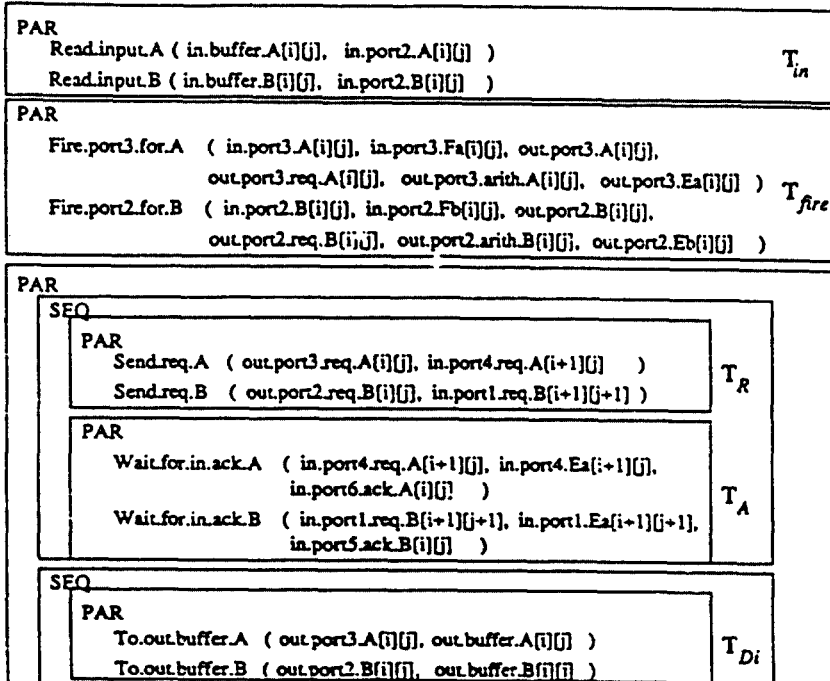 PAR
Read.input.A ( in.buffer.A[i][j], in.port2.A[i][j] )
Read.input.B ( in.buffer.B[i][j], in.port2.B[i][j] )
T_in
PAR
Fire.port3.for.A ( in.port3.A[i][j], in.port3.Fa[i][j], out.port3.A[i][j],
out.port3.req.A[i][j], out.port3.arith.A[i][j], out.port3.Ea[i][j] )
Fire.port2.for.B ( in.port2.B[i][j], in.port2.Fb[i][j], out.port2.B[i][j],
out.port2.req.B[i][j], out.port2.arith.B[i][j], out.port2.Eb[i][j] )
T_fire
PAR
SEQ
PAR
Send.req.A ( out.port3.req.A[i][j], in.port4.req.A[i+1][j] )
Send.req.B ( out.port2.req.B[i][j], in.port1.req.B[i+1][j+1] )
T_R
PAR
Wait.for.in.ack.A ( in.port4.req.A[i+1][j], in.port4.Ea[i+1][j],
in.port6.ack.A[i][j] )
Wait.for.in.ack.B ( in.port1.req.B[i+1][j+1], in.port1.Ea[i+1][j+1],
in.port5.ack.B[i][j] )
T_A
SEQ
PAR
To.out.buffer.A ( out.port3.A[i][j], out.buffer.A[i][j] )
To.out.buffer.B ( out.port2.B[i][j], out.buffer.B[i][j] )
T_Di